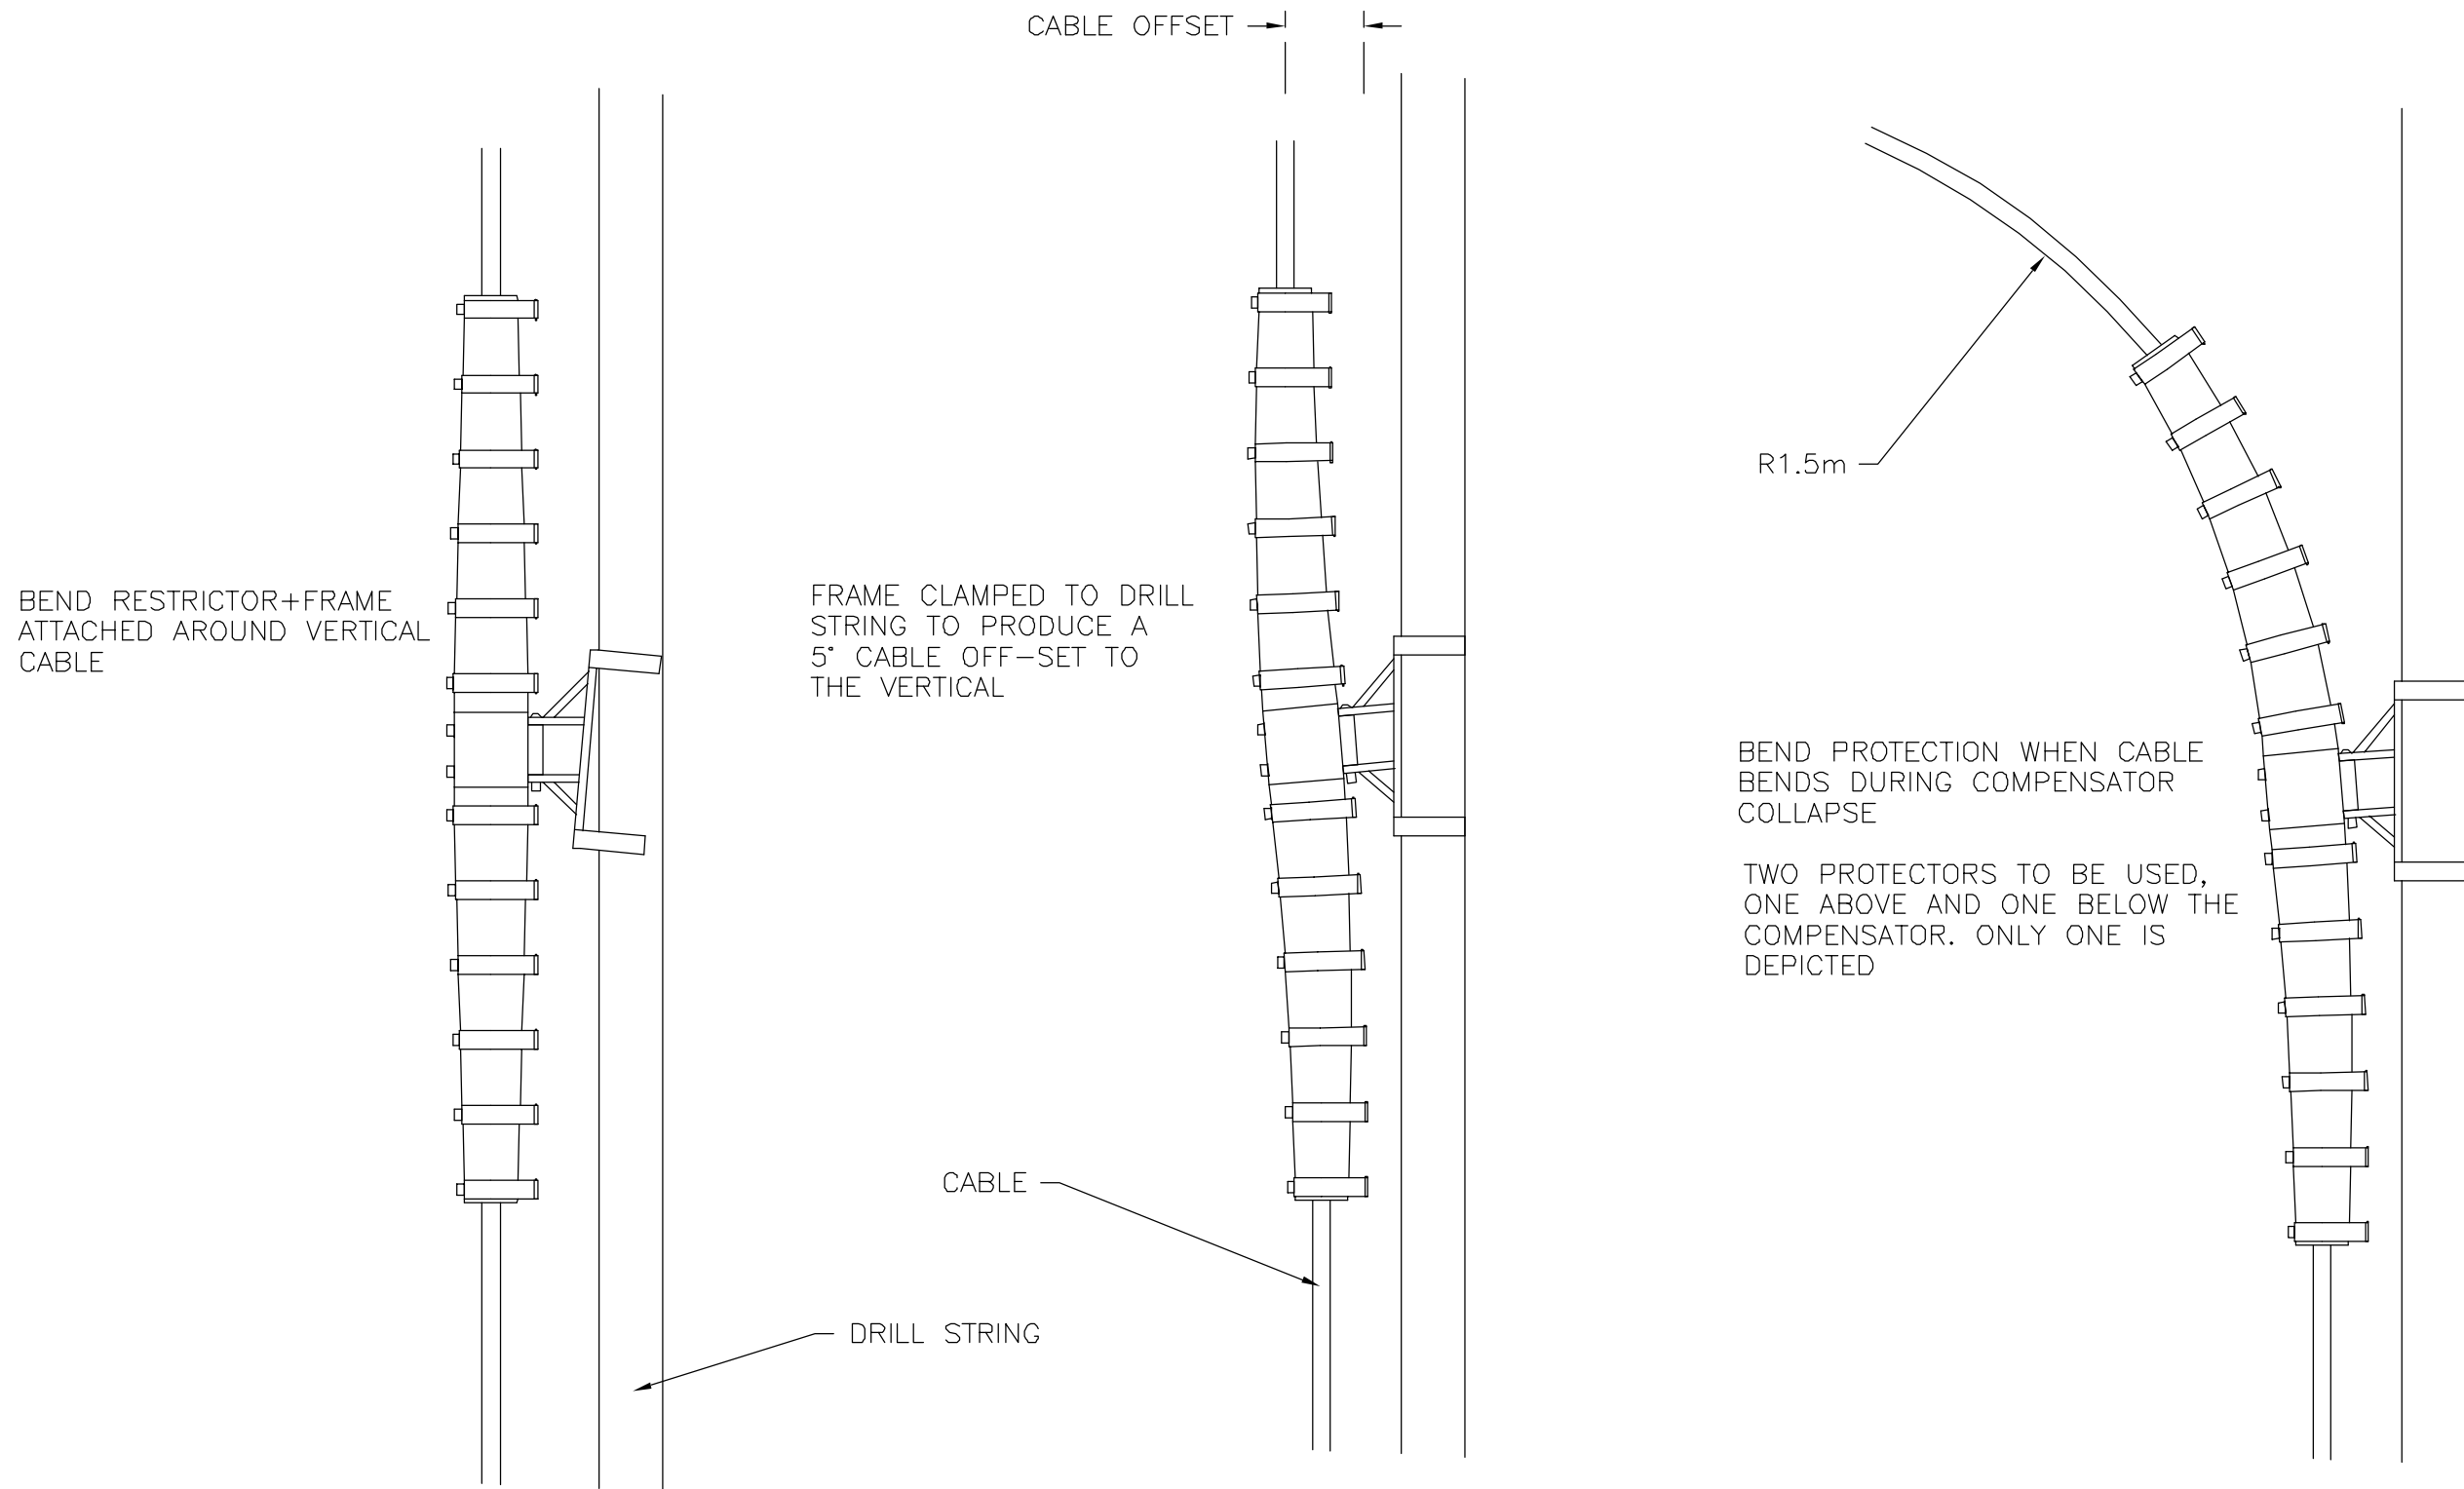 CABLE OFFSET
BEND RESTRICTOR+FRAME
ATTACHED AROUND VERTICAL
CABLE
FRAME CLAMPED TO DRILL
STRING TO PRODUCE A
5° CABLE OFF-SET TO
THE VERTICAL
CABLE
DRILL STRING
R1.5m
BEND PROTECTION WHEN CABLE
BENDS DURING COMPENSATOR
COLLAPSE
TWO PROTECTORS TO BE USED,
ONE ABOVE AND ONE BELOW THE
COMPENSATOR. ONLY ONE IS
DEPICTED